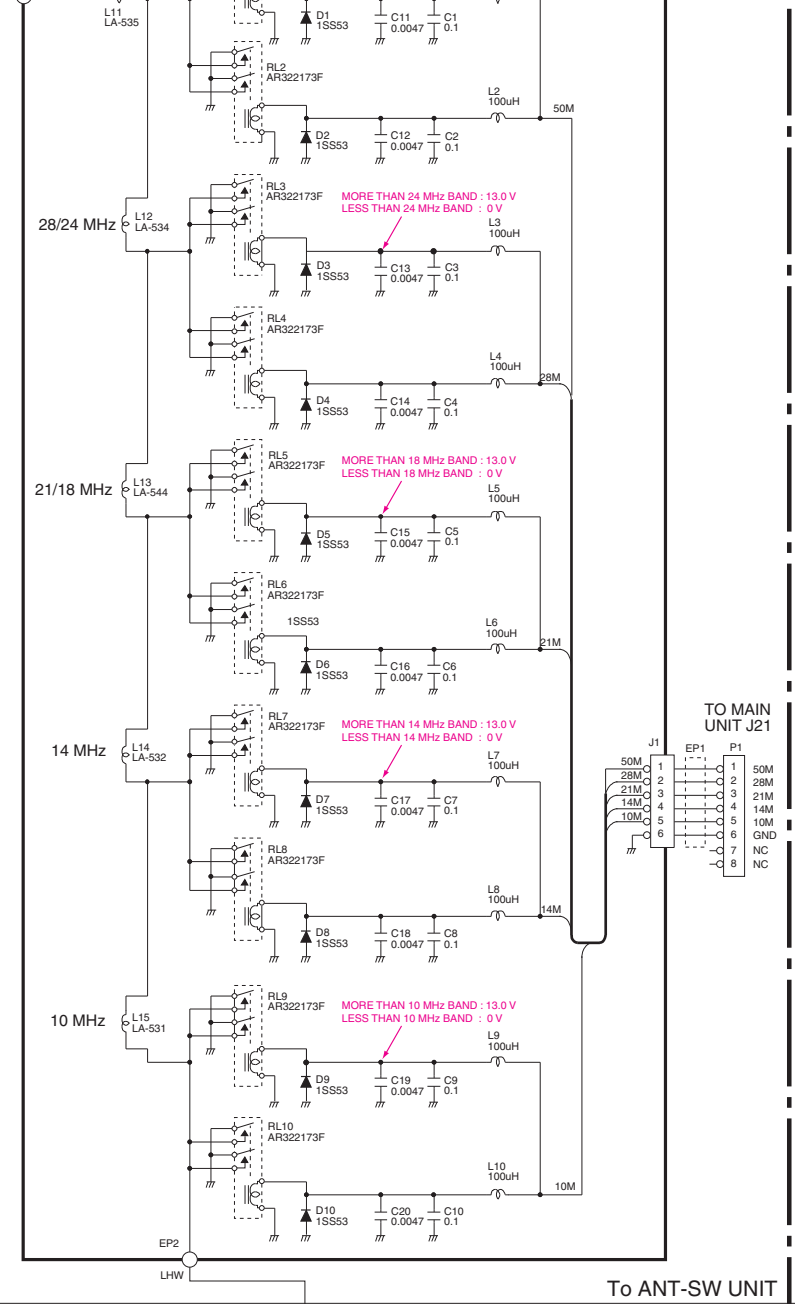 L11
LA-535
D1
1SS53
C11
0.0047
C1
0.1
RL2
AR322173F
L2
100uH
50M
D2
1SS53
C12
0.0047
C2
0.1
28/24 MHz
L12
LA-534
RL3
AR322173F
MORE THAN 24 MHz BAND : 13.0 V
LESS THAN 24 MHz BAND : 0 V
L3
100uH
D3
1SS53
C13
0.0047
C3
0.1
RL4
AR322173F
L4
100uH
28M
D4
1SS53
C14
0.0047
C4
0.1
21/18 MHz
L13
LA-544
RL5
AR322173F
MORE THAN 18 MHz BAND : 13.0 V
LESS THAN 18 MHz BAND : 0 V
L5
100uH
D5
1SS53
C15
0.0047
C5
0.1
RL6
AR322173F
1SS53
L6
100uH
21M
D6
1SS53
C16
0.0047
C6
0.1
14 MHz
L14
LA-532
RL7
AR322173F
MORE THAN 14 MHz BAND : 13.0 V
LESS THAN 14 MHz BAND : 0 V
L7
100uH
D7
1SS53
C17
0.0047
C7
0.1
TO MAIN
UNIT J21
J1
EP1
P1
50M 1 1 50M
28M 2 2 28M
21M 3 3 21M
14M 4 4 14M
10M 5 5 10M
6 6 GND
7 NC
8 NC
RL8
AR322173F
L8
100uH
14M
D8
1SS53
C18
0.0047
C8
0.1
10 MHz
L15
LA-531
RL9
AR322173F
MORE THAN 10 MHz BAND : 13.0 V
LESS THAN 10 MHz BAND : 0 V
L9
100uH
D9
1SS53
C19
0.0047
C9
0.1
RL10
AR322173F
L10
100uH
10M
D10
1SS53
C20
0.0047
C10
0.1
EP2
LHW
To ANT-SW UNIT